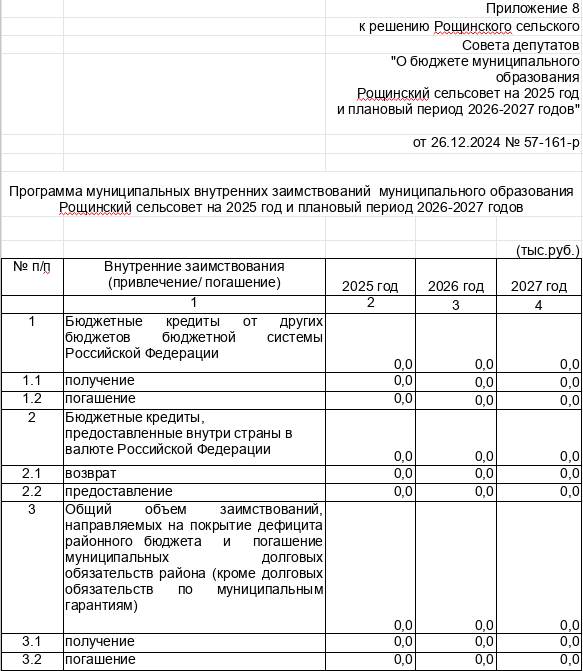 Приложение 8
к решению Рощинского сельского
Совета депутатов
"О бюджете муниципального
образования
Рощинский сельсовет на 2025 год
и плановый период 2026-2027 годов"
от 26.12.2024 № 57-161-р
Программа муниципальных внутренних заимствований муниципального образования
Рощинский сельсовет на 2025 год и плановый период 2026-2027 годов
(тыс.руб.)
№ п/п Внутренние заимствования
(привлечение/ погашение) 2025 год 2026 год 2027 год
1 2 3 4
1 Бюджетные кредиты от других
бюджетов бюджетной системы
Российской Федерации
0,0 0,0 0,0
1.1 получение 0,0 0,0 0,0
1.2 погашение 0,0 0,0 0,0
2 Бюджетные кредиты,
предоставленные внутри страны в
валюте Российской Федерации
0,0 0,0 0,0
2.1 возврат 0,0 0,0 0,0
2.2 предоставление 0,0 0,0 0,0
3 Общий объем заимствований,
направляемых на покрытие дефицита
районного бюджета и погашение
муниципальных долговых
обязательств района (кроме долговых
обязательств по муниципальным
гарантиям)
0,0 0,0 0,0
3.1 получение 0,0 0,0 0,0
3.2 погашение 0,0 0,0 0,0